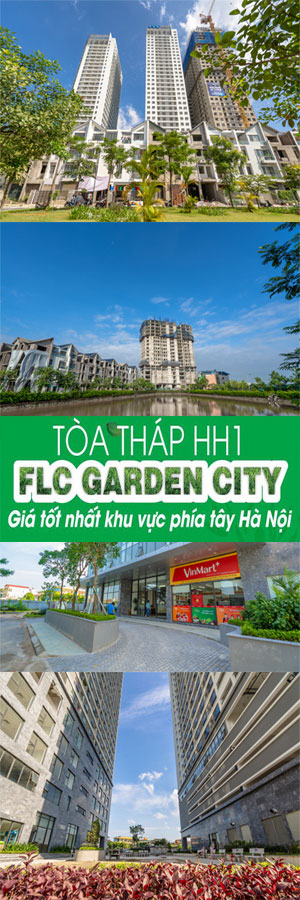 TÒA THÁP HH1
FLC GARDEN CITY
Giá tốt nhất khu vực phía tây Hà Nội
VinMart+